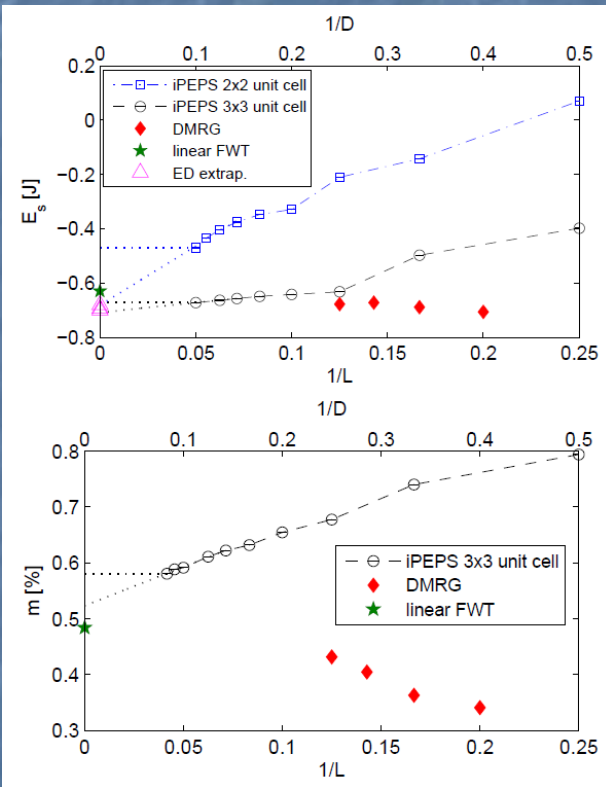 1/D
0 0.1 0.2 0.3 0.4 0.5
0.2
0
−0.2
−0.4
−0.6
−0.8
E_s [J]
iPEPS 2x2 unit cell
iPEPS 3x3 unit cell
DMRG
linear FWT
ED extrap.
0 0.05 0.1 0.15 0.2 0.25
1/L
1/D
0 0.1 0.2 0.3 0.4 0.5
0.8
0.7
0.6
0.5
0.4
0.3
m [%]
iPEPS 3x3 unit cell
DMRG
linear FWT
0 0.05 0.1 0.15 0.2 0.25
1/L